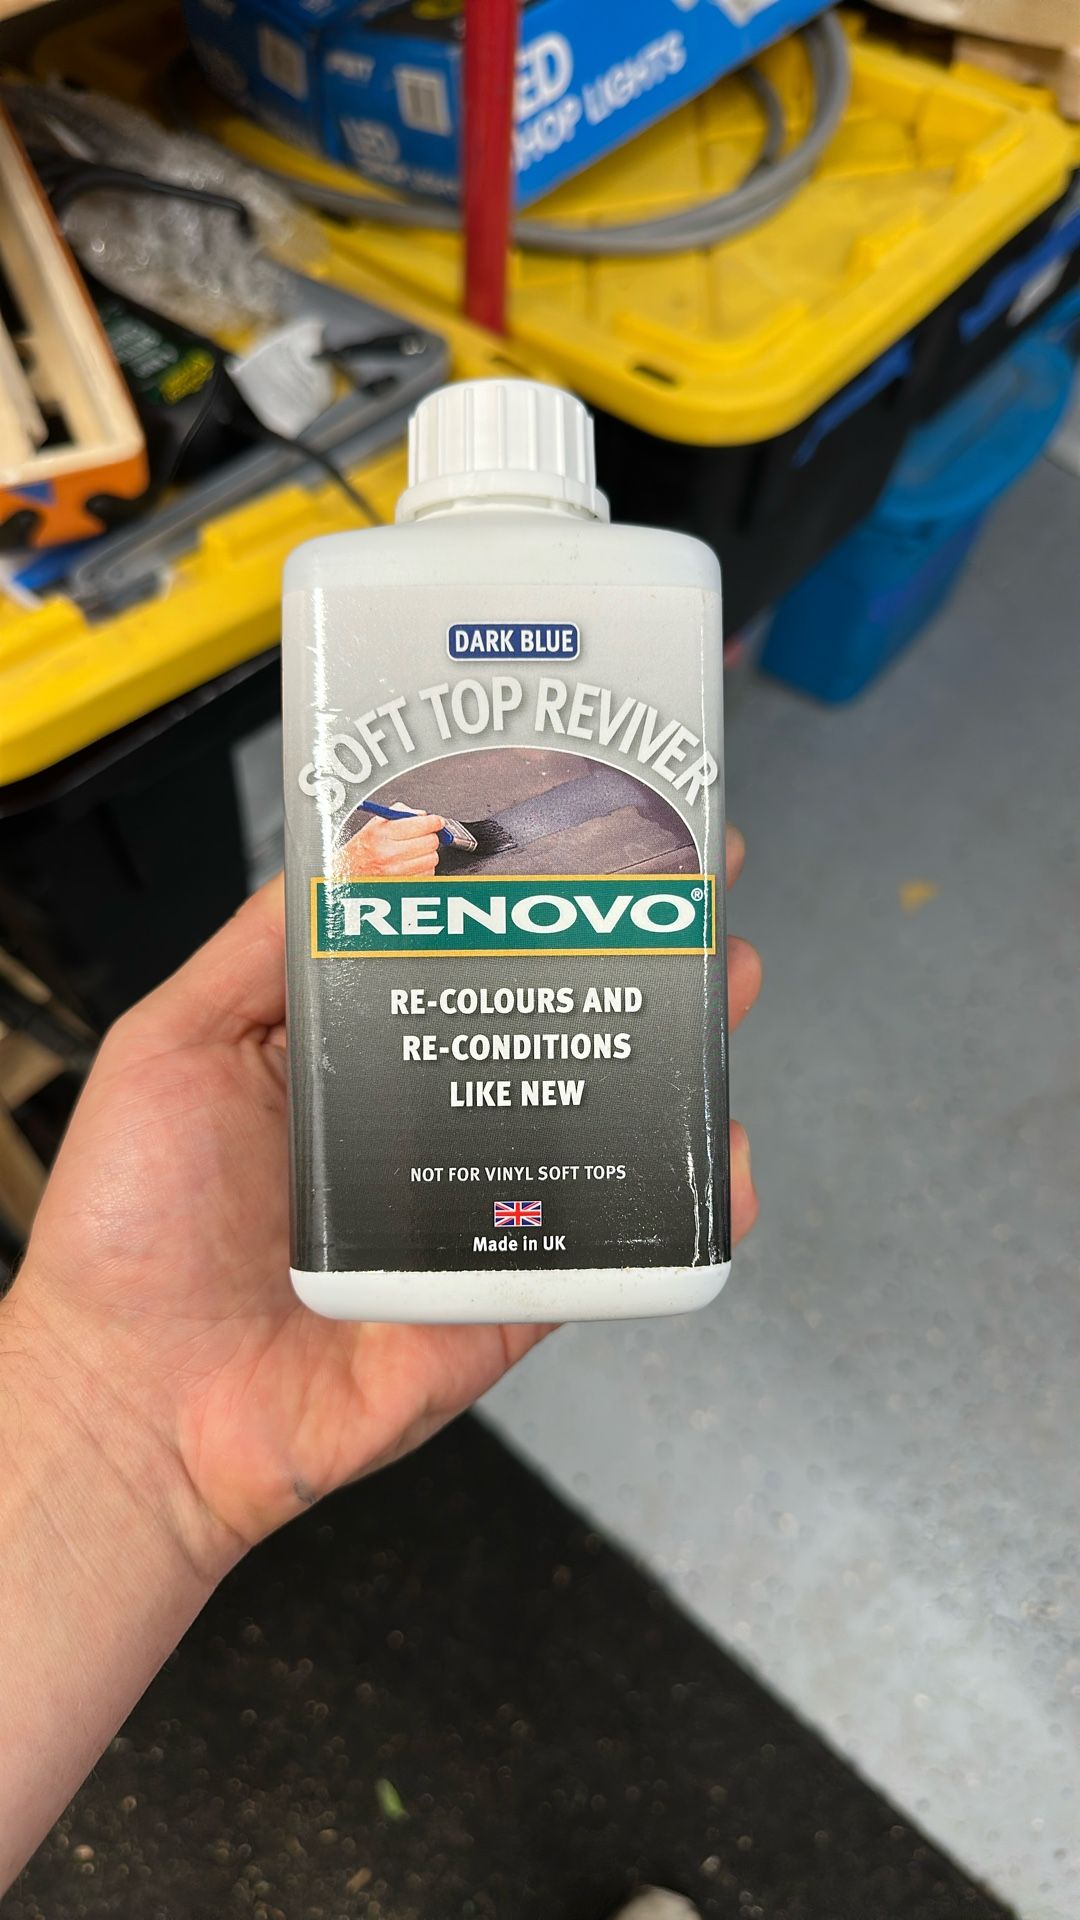 LED
SHOP LIGHTS
LED
DARK BLUE
SOFT TOP REVIVER
RENOVO®
RE-COLOURS AND
RE-CONDITIONS
LIKE NEW
NOT FOR VINYL SOFT TOPS
Made in UK